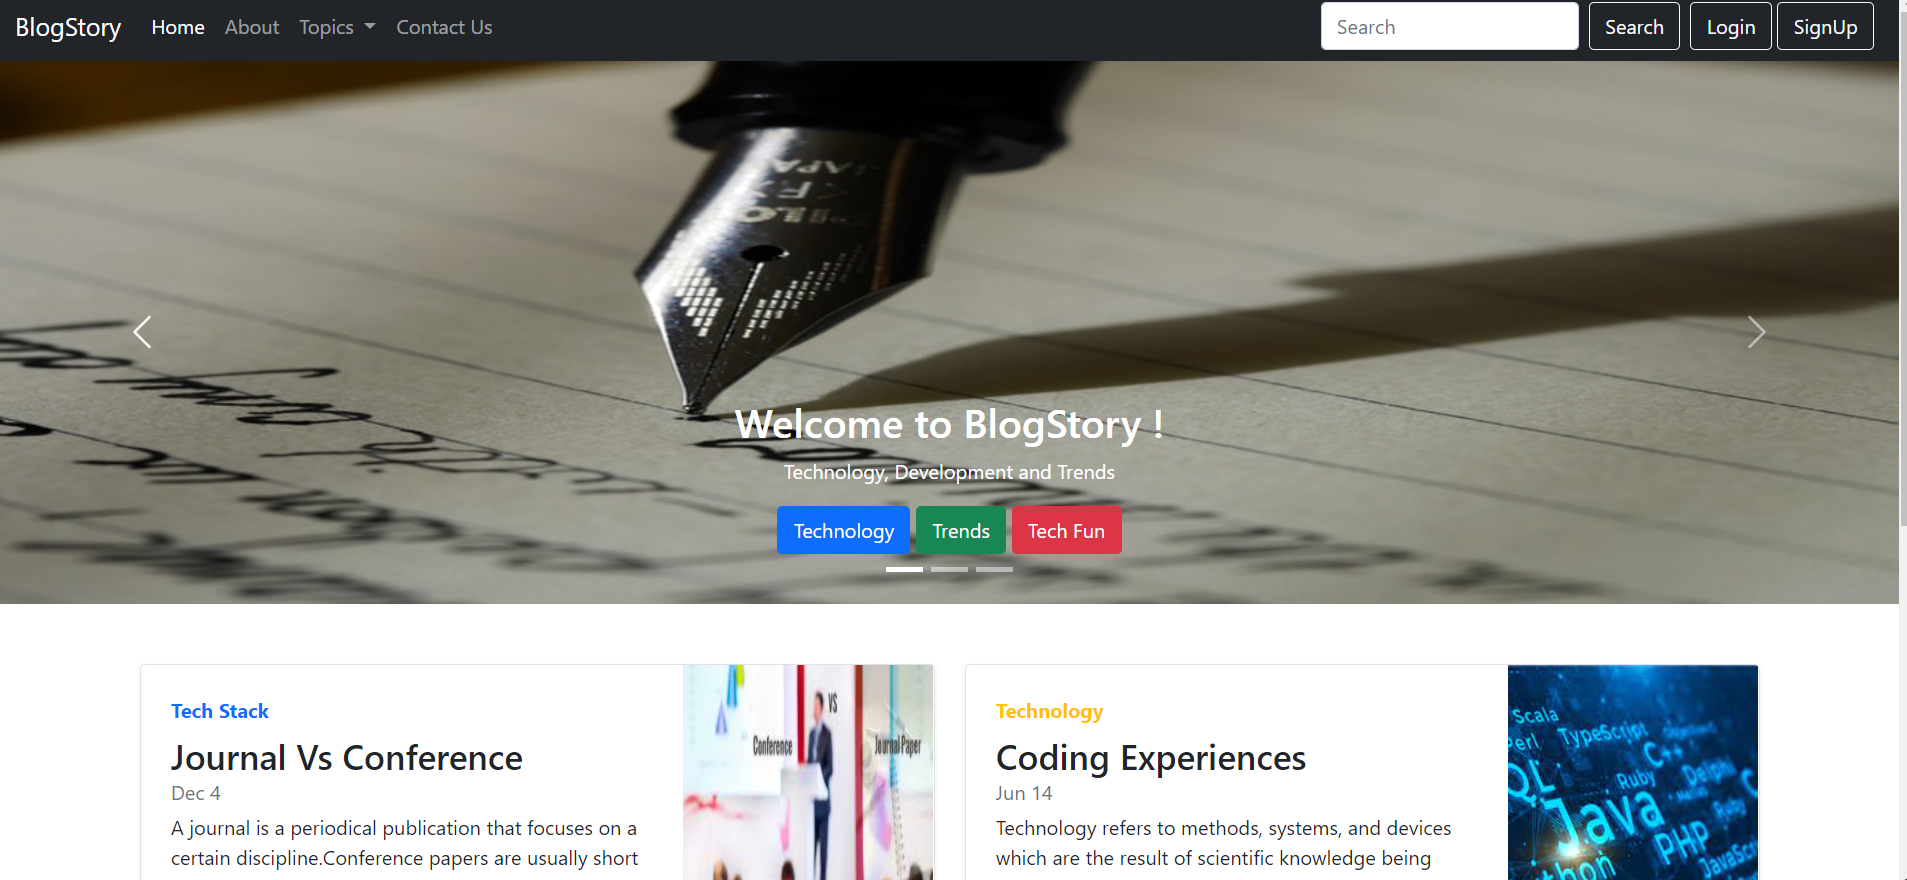 BlogStory Home About Topics Contact Us Search Search Login SignUp
Welcome to BlogStory !
Technology, Development and Trends
Technology Trends Tech Fun
Tech Stack
Journal Vs Conference
Dec 4
A journal is a periodical publication that focuses on a
certain discipline.Conference papers are usually short
VS
Conference Journal Paper
Technology
Coding Experiences
Jun 14
Technology refers to methods, systems, and devices
which are the result of scientific knowledge being
Scala
Perl TypeScript
C++
QL Ruby Delphi
Java Ruby
PHP
JavaScr
thon